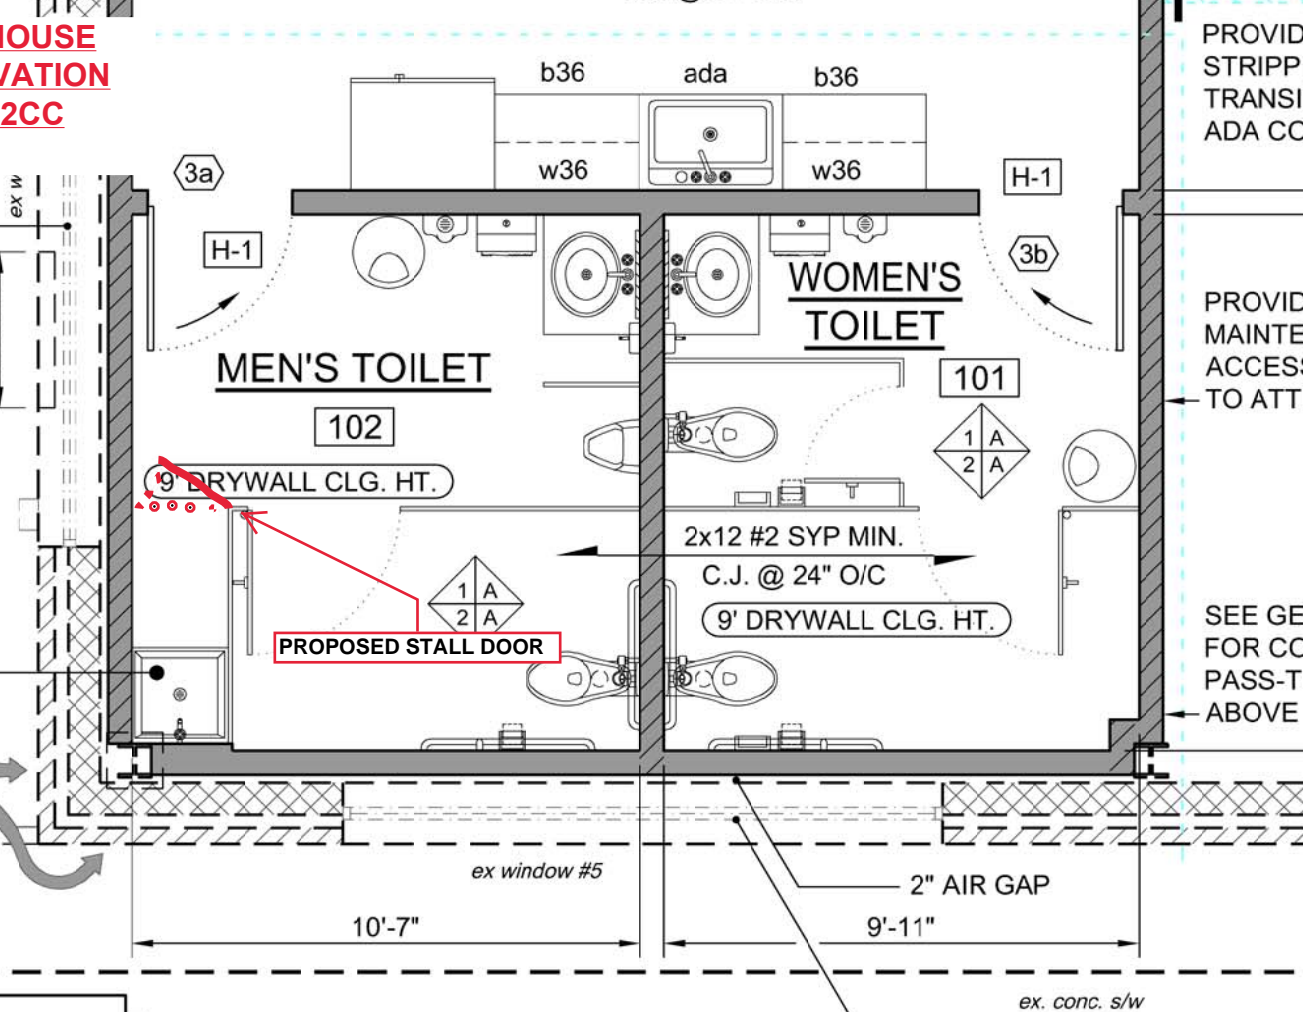 HOUSE
VATION
2CC
b36
ada
b36
w36
w36
3a
H-1
H-1
3b
ex w
WOMEN'S
TOILET
101
MEN'S TOILET
102
9' DRYWALL CLG. HT.
1 A
2 A
2x12 #2 SYP MIN.
C.J. @ 24" O/C
9' DRYWALL CLG. HT.
1 A
2 A
PROPOSED STALL DOOR
PROVID
STRIPP
TRANSI
ADA CO
PROVID
MAINTE
ACCESS
TO ATT
SEE GE
FOR CO
PASS-T
ABOVE
ex window #5
2" AIR GAP
10'-7"
9'-11"
ex. conc. s/w